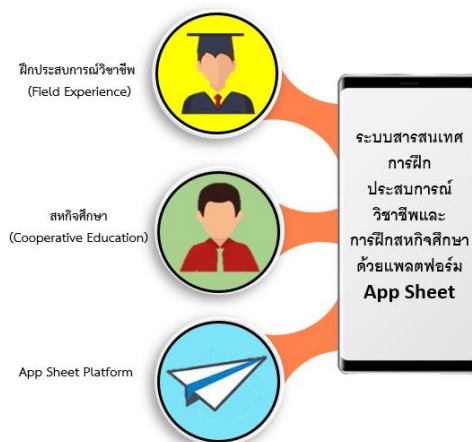 ฝึกประสบการณ์วิชาชีพ
(Field Experience)
สหกิจศึกษา
(Cooperative Education)
App Sheet Platform
ระบบสารสนเทศ
การฝึก
ประสบการณ์
วิชาชีพและ
การฝึกสหกิจศึกษา
ด้วยแพลตฟอร์ม
App Sheet